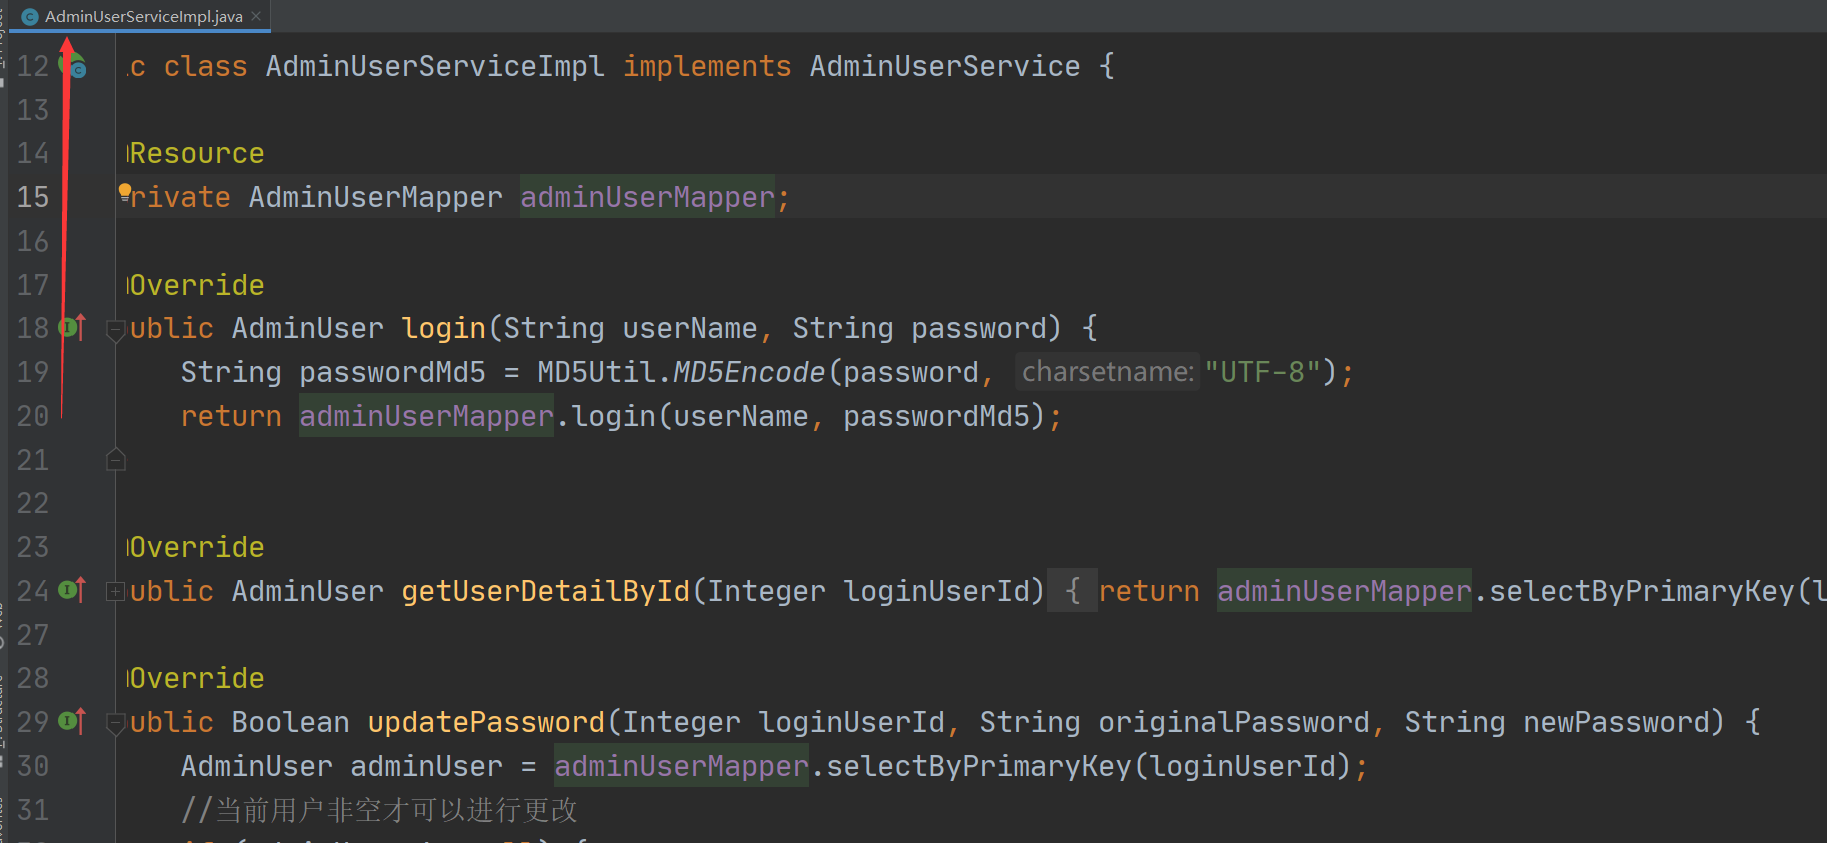 AdminUserServiceImpl.java
12 c class AdminUserServiceImpl implements AdminUserService {
13
14 Resource
15 rivate AdminUserMapper adminUserMapper;
16
17 Override
18 ublic AdminUser login(String userName, String password) {
19 String passwordMd5 = MD5Util.MD5Encode(password, charsetname: "UTF-8");
20 return adminUserMapper.login(userName, passwordMd5);
21
22
23 Override
24 ublic AdminUser getUserDetailById(Integer loginUserId) { return adminUserMapper.selectByPrimaryKey(l
27
28 Override
29 ublic Boolean updatePassword(Integer loginUserId, String originalPassword, String newPassword) {
30 AdminUser adminUser = adminUserMapper.selectByPrimaryKey(loginUserId);
31 //当前用户非空才可以进行更改